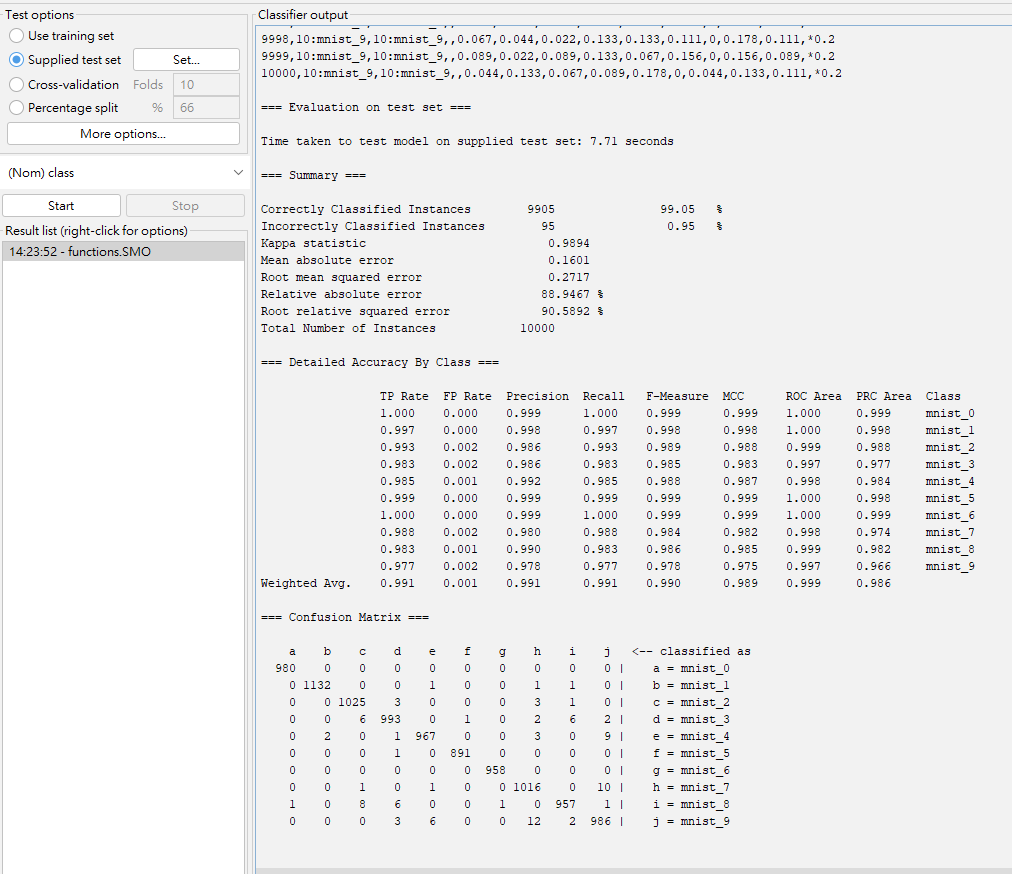 Test options
Use training set
Supplied test set Set...
Cross-validation Folds 10
Percentage split % 66
More options...
(Nom) class
Start Stop
Result list (right-click for options)
14:23:52 - functions.SMO
Classifier output
9998,10:mnist_9,10:mnist_9,,0.067,0.044,0.022,0.133,0.133,0.111,0,0.178,0.111,*0.2
9999,10:mnist_9,10:mnist_9,,0.089,0.022,0.089,0.133,0.067,0.156,0,0.156,0.089,*0.2
10000,10:mnist_9,10:mnist_9,,0.044,0.133,0.067,0.089,0.178,0,0.044,0.133,0.111,*0.2
=== Evaluation on test set ===
Time taken to test model on supplied test set: 7.71 seconds
=== Summary ===
Correctly Classified Instances 9905 99.05 %
Incorrectly Classified Instances 95 0.95 %
Kappa statistic 0.9894
Mean absolute error 0.1601
Root mean squared error 0.2717
Relative absolute error 88.9467 %
Root relative squared error 90.5892 %
Total Number of Instances 10000
=== Detailed Accuracy By Class ===
TP Rate FP Rate Precision Recall F-Measure MCC ROC Area PRC Area Class
1.000 0.000 0.999 1.000 0.999 0.999 1.000 0.999 mnist_0
0.997 0.000 0.998 0.997 0.998 0.998 1.000 0.998 mnist_1
0.993 0.002 0.986 0.993 0.989 0.988 0.999 0.988 mnist_2
0.983 0.002 0.986 0.983 0.985 0.983 0.997 0.977 mnist_3
0.985 0.001 0.992 0.985 0.988 0.987 0.998 0.984 mnist_4
0.999 0.000 0.999 0.999 0.999 0.999 1.000 0.998 mnist_5
1.000 0.000 0.999 1.000 0.999 0.999 1.000 0.999 mnist_6
0.988 0.002 0.980 0.988 0.984 0.982 0.998 0.974 mnist_7
0.983 0.001 0.990 0.983 0.986 0.985 0.999 0.982 mnist_8
0.977 0.002 0.978 0.977 0.978 0.975 0.997 0.966 mnist_9
Weighted Avg. 0.991 0.001 0.991 0.991 0.990 0.989 0.999 0.986
=== Confusion Matrix ===
a b c d e f g h i j <-- classified as
980 0 0 0 0 0 0 0 0 0 | a = mnist_0
0 1132 0 0 1 0 0 1 1 0 | b = mnist_1
0 0 1025 3 0 0 0 3 1 0 | c = mnist_2
0 0 6 993 0 1 0 2 6 2 | d = mnist_3
0 2 0 1 967 0 0 3 0 9 | e = mnist_4
0 0 0 1 0 891 0 0 0 0 | f = mnist_5
0 0 0 0 0 0 958 0 0 0 | g = mnist_6
0 0 1 0 1 0 0 1016 0 10 | h = mnist_7
1 0 8 6 0 0 1 0 957 1 | i = mnist_8
0 0 0 3 6 0 0 12 2 986 | j = mnist_9